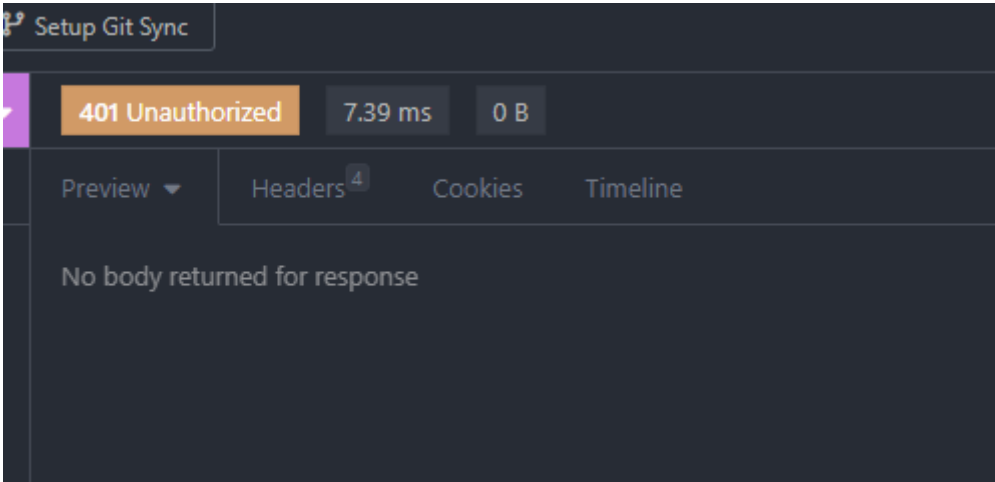 Setup Git Sync
401 Unauthorized 7.39 ms 0 B
Preview Headers 4 Cookies Timeline
No body returned for response